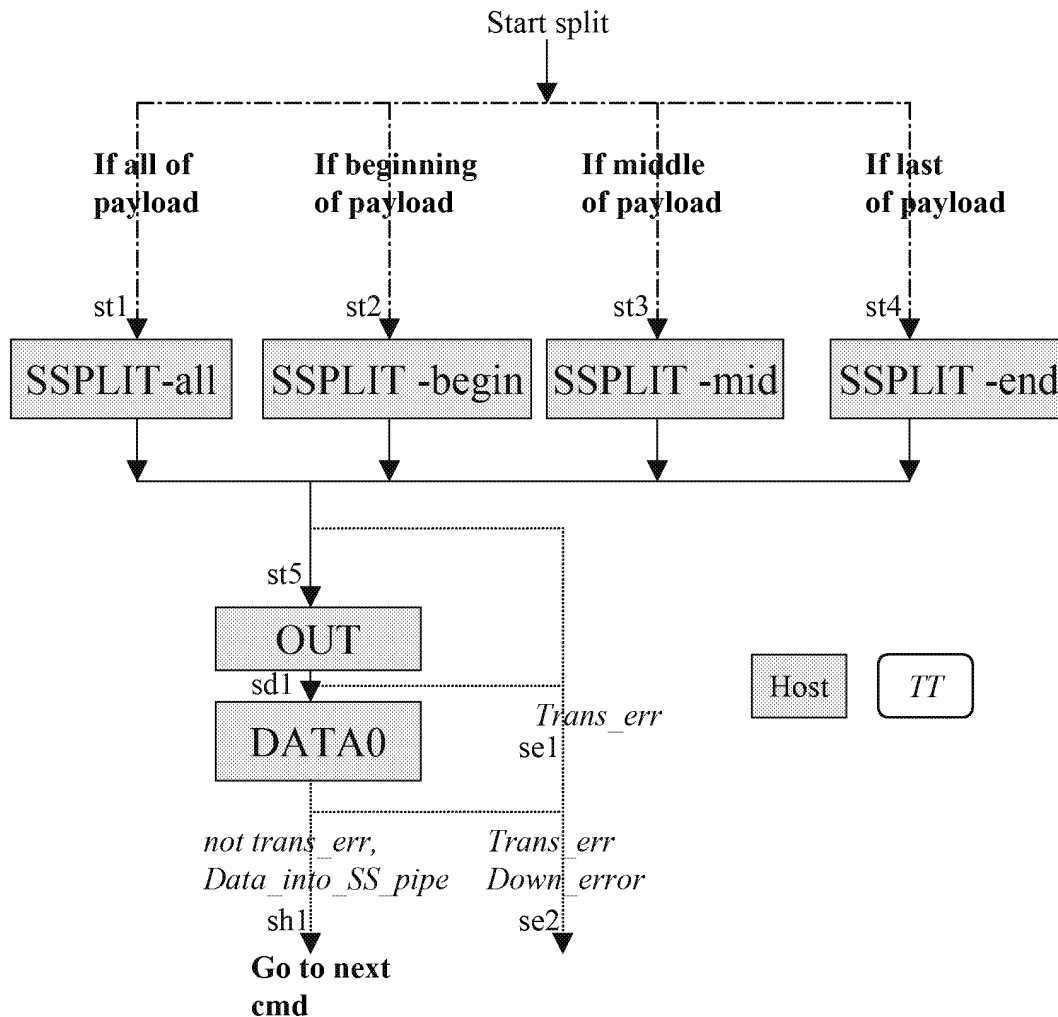 Start split
If all of
payload
If beginning
of payload
If middle
of payload
If last
of payload
st1
st2
st3
st4
SSPLIT-all
SSPLIT -begin
SSPLIT -mid
SSPLIT -end
st5
OUT
sd1
DATA0
Trans_err
se1
Host
TT
not trans_err,
Data_into_SS_pipe
sh1
Trans_err
Down_error
se2
Go to next
cmd